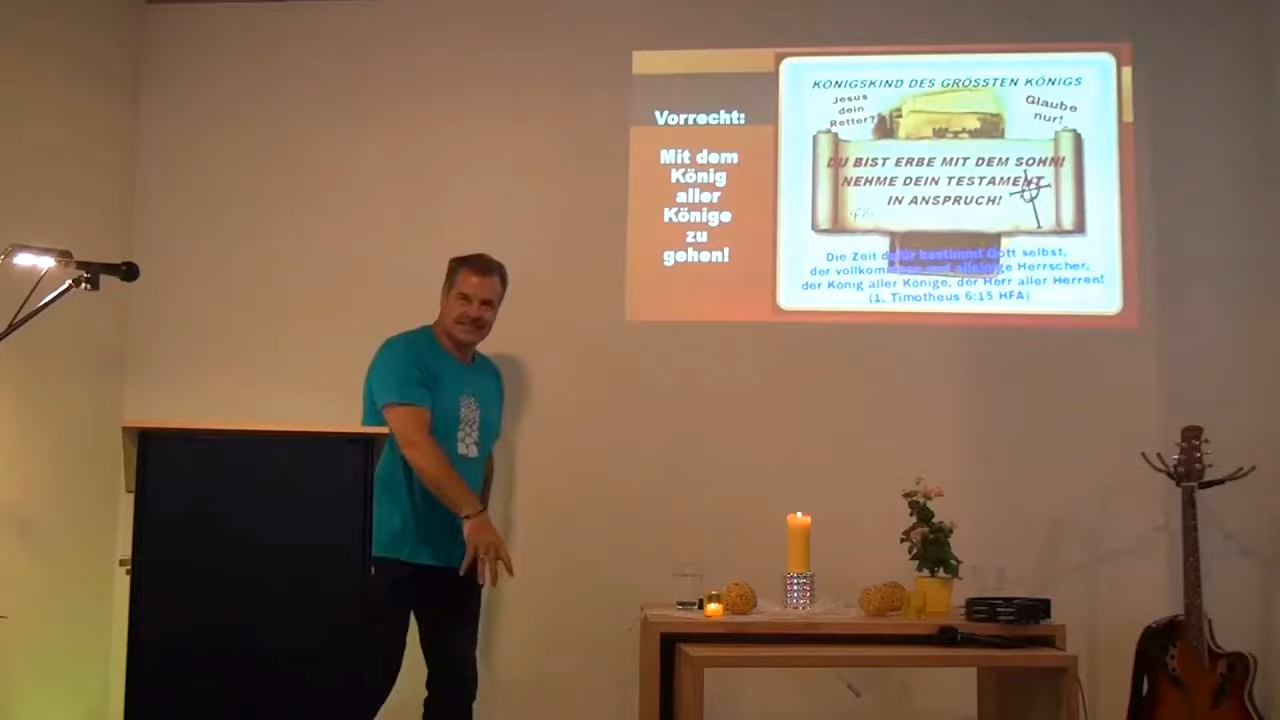 Vorrecht:
Mit dem
König
aller
Könige
zu
gehen!
KÖNIGSKIND DES GRÖSSTEN KÖNIGS
Jesus
dein
Retter?
Glaube
nur!
DU BIST ERBE MIT DEM SOHN!
NEHME DEIN TESTAMENT
IN ANSPRUCH!
Die Zeit dafür bestimmt Gott selbst,
der vollkommene und alleinige Herrscher,
der König aller Könige, der Herr aller Herren!
(1. Timotheus 6:15 HFA)